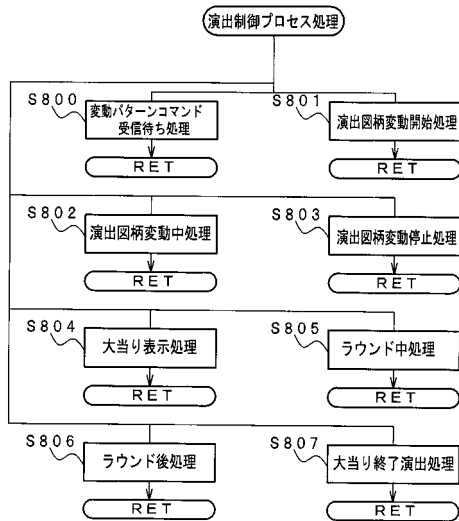 演出制御プロセス処理
S800
変動パターンコマンド
受信待ち処理
RET
S801
演出図柄変動開始処理
RET
S802
演出図柄変動中処理
RET
S803
演出図柄変動停止処理
RET
S804
大当り表示処理
RET
S805
ラウンド中処理
RET
S806
ラウンド後処理
RET
S807
大当り終了演出処理
RET